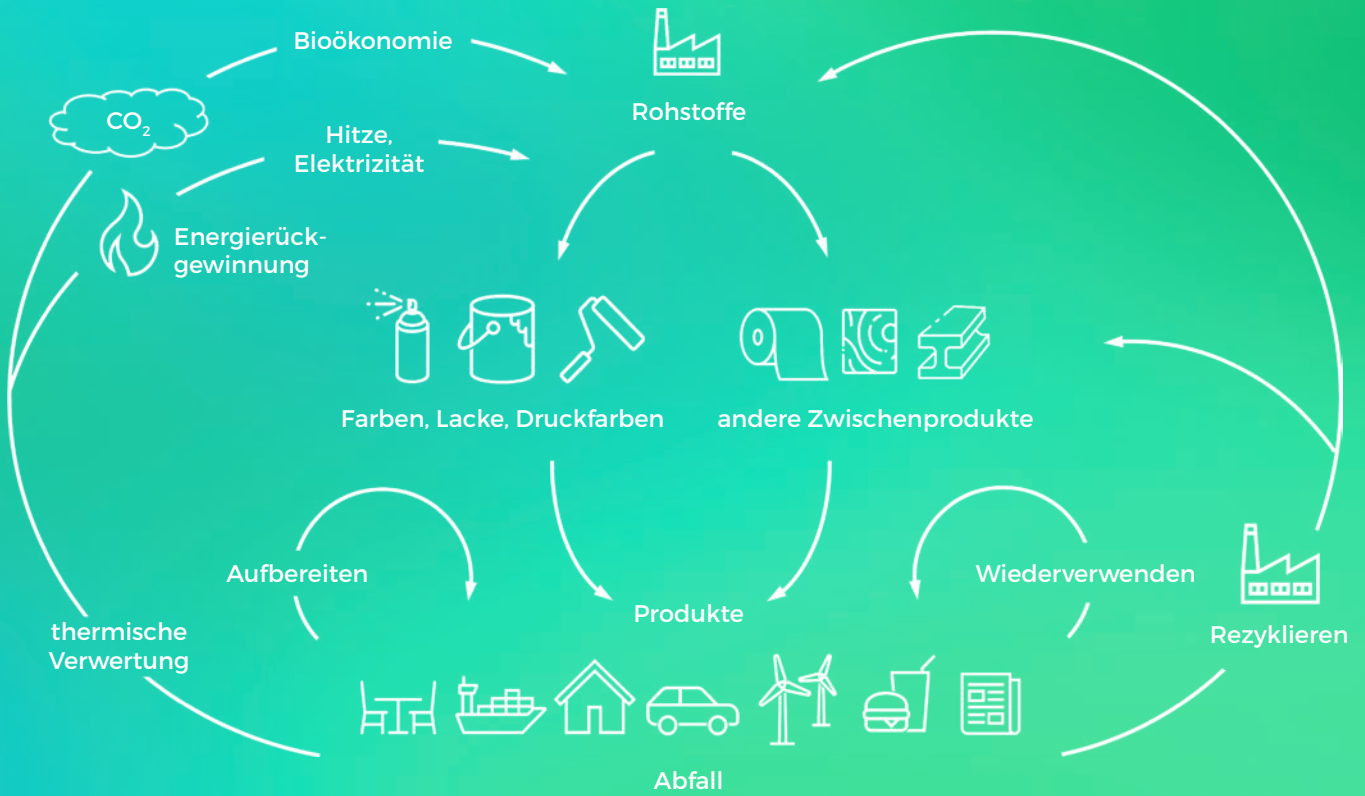 Bioökonomie
Rohstoffe
CO₂
Hitze,
Elektrizität
Energierück-
gewinnung
Farben, Lacke, Druckfarben
andere Zwischenprodukte
Aufbereiten
Wiederverwenden
Produkte
thermische
Verwertung
Rezyklieren
Abfall